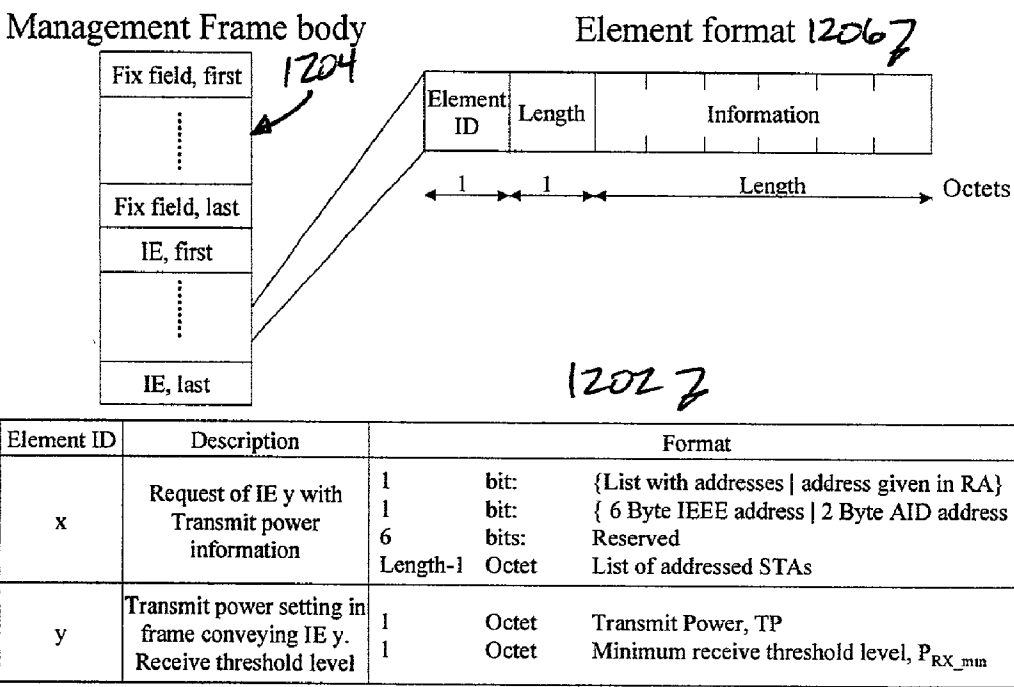 Management Frame body
Element format 1206
1204
Fix field, first
Fix field, last
IE, first
IE, last
Element ID
Length
Information
1
1
Length
Octets
1202
Element ID
Description
Format
x
Request of IE y with
Transmit power
information
1 bit: {List with addresses | address given in RA}
1 bit: { 6 Byte IEEE address | 2 Byte AID address
6 bits: Reserved
Length-1 Octet List of addressed STAs
y
Transmit power setting in
frame conveying IE y.
Receive threshold level
1 Octet Transmit Power, TP
1 Octet Minimum receive threshold level, P_RX_min